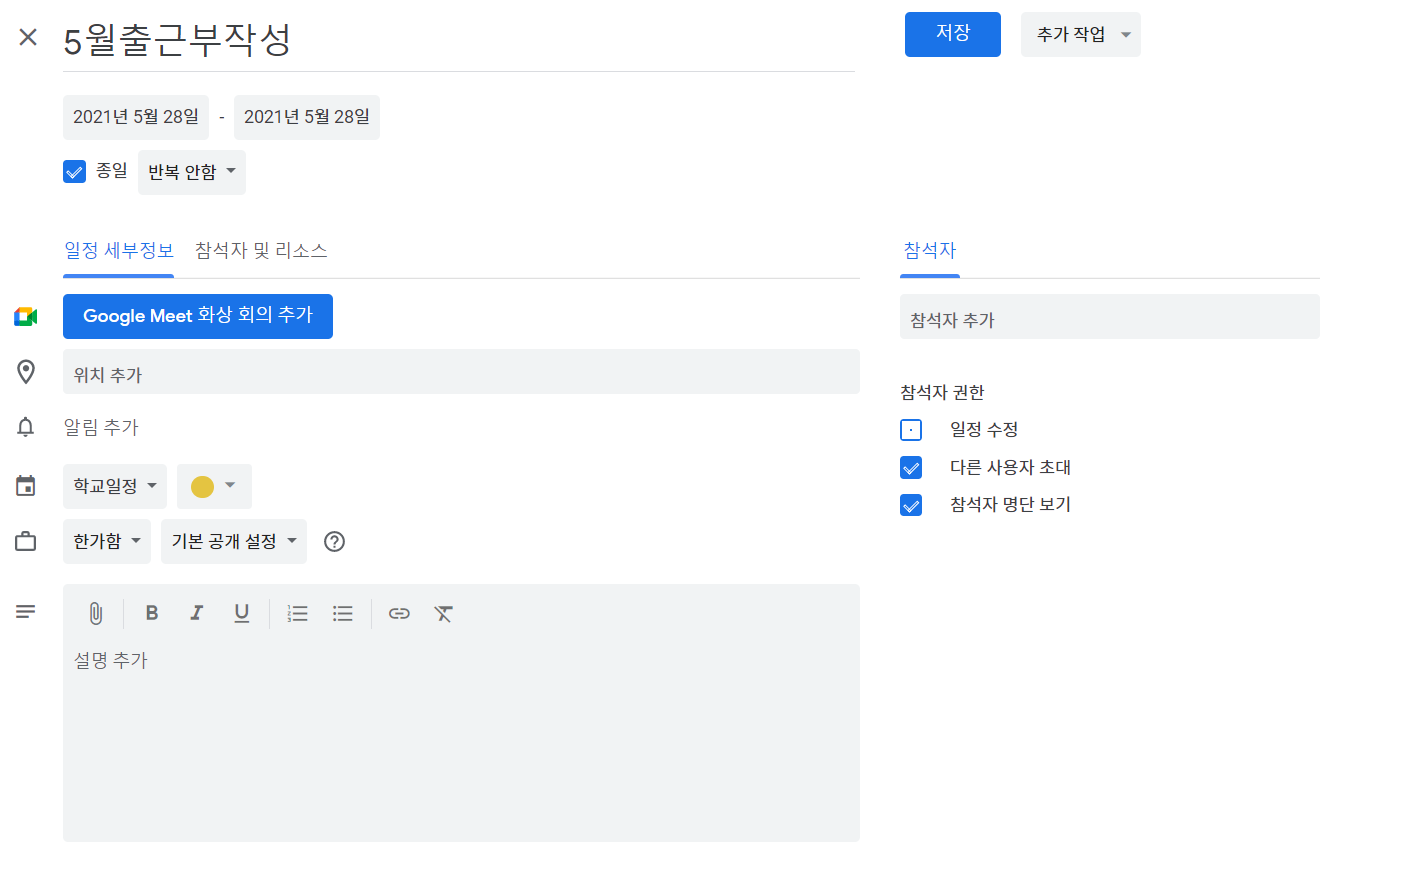 5월출근부작성
저장
추가 작업
2021년 5월 28일 - 2021년 5월 28일
종일 반복 안함
일정 세부정보 참석자 및 리소스
Google Meet 화상 회의 추가
위치 추가
알림 추가
학교일정
한가함 기본 공개 설정
B I U
설명 추가
참석자
참석자 추가
참석자 권한
일정 수정
다른 사용자 초대
참석자 명단 보기